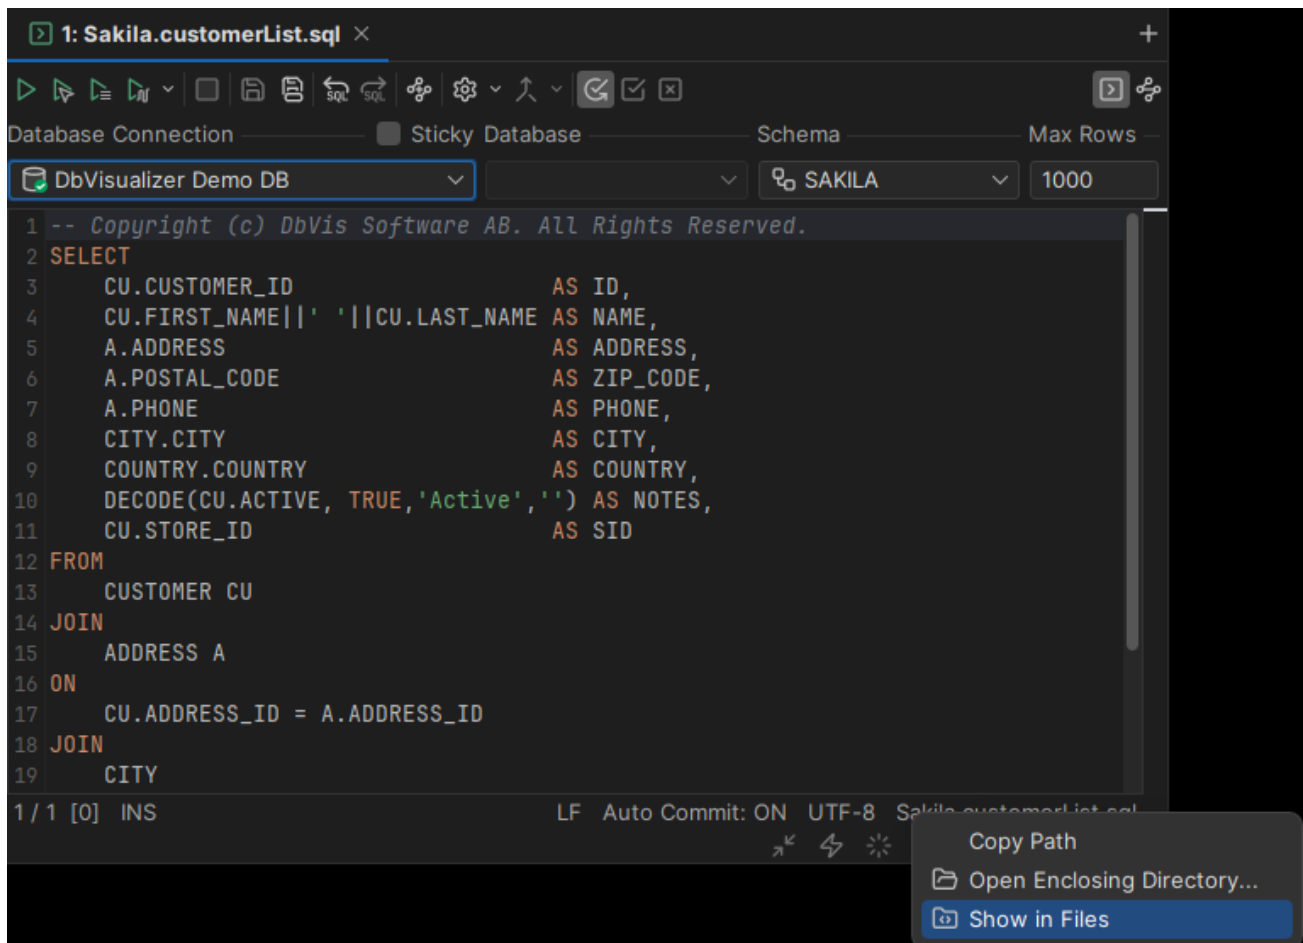 1: Sakila.customerList.sql
SQL SQL
Database Connection Sticky Database Schema Max Rows
DbVisualizer Demo DB SAKILA 1000
1 -- Copyright (c) DbVis Software AB. All Rights Reserved.
2 SELECT
3 CU.CUSTOMER_ID AS ID,
4 CU.FIRST_NAME||' '||CU.LAST_NAME AS NAME,
5 A.ADDRESS AS ADDRESS,
6 A.POSTAL_CODE AS ZIP_CODE,
7 A.PHONE AS PHONE,
8 CITY.CITY AS CITY,
9 COUNTRY.COUNTRY AS COUNTRY,
10 DECODE(CU.ACTIVE, TRUE,'Active','') AS NOTES,
11 CU.STORE_ID AS SID
12 FROM
13 CUSTOMER CU
14 JOIN
15 ADDRESS A
16 ON
17 CU.ADDRESS_ID = A.ADDRESS_ID
18 JOIN
19 CITY
1/1 [0] INS LF Auto Commit: ON UTF-8 Sakila.customerList.sql
Copy Path
Open Enclosing Directory...
Show in Files